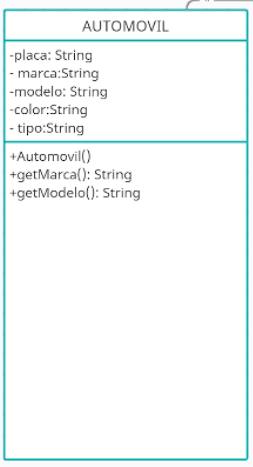 AUTOMOVIL
-placa: String
- marca:String
-modelo: String
-color:String
- tipo:String
+Automovil()
+getMarca(): String
+getModelo(): String